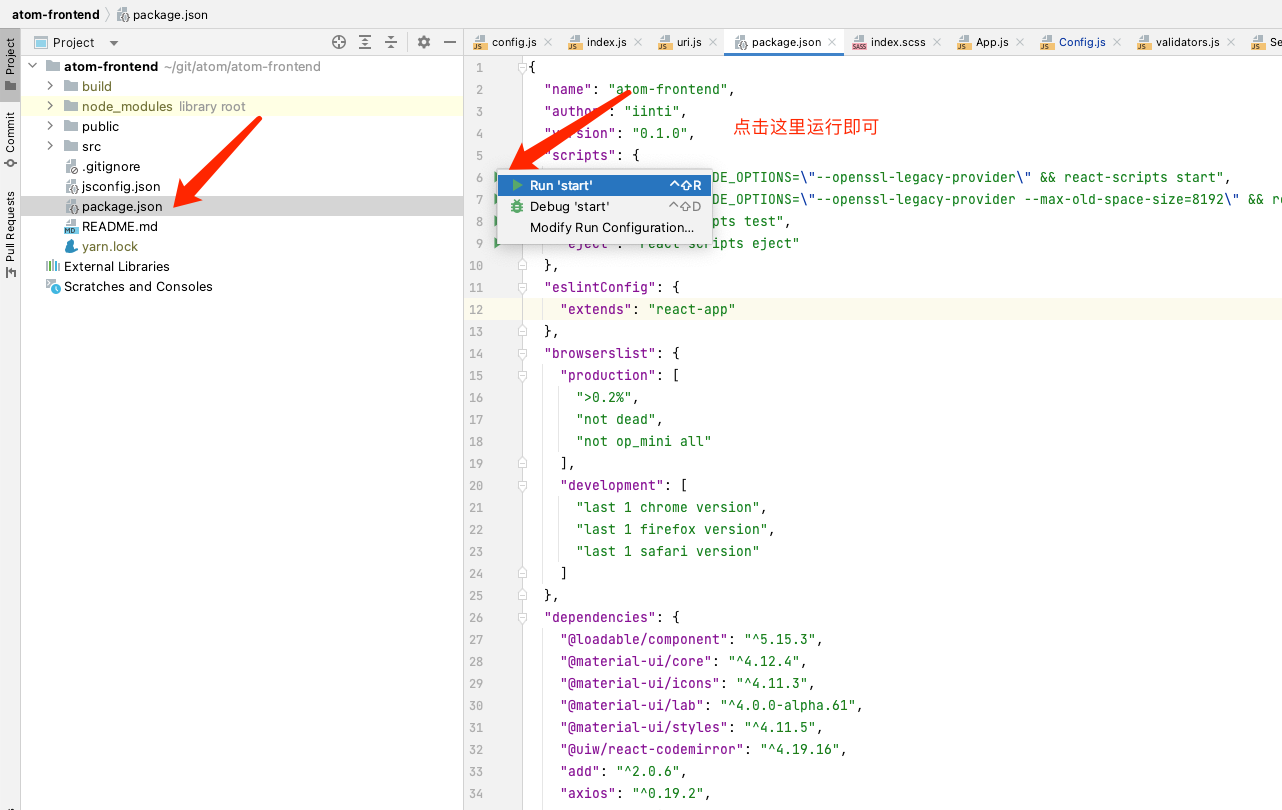 atom-frontend package.json
Project
config.js index.js uri.js package.json index.scss App.js Config.js validators.js Se
Project
Commit
Pull Requests
atom-frontend ~/git/atom/atom-frontend
build
node_modules library root
public
src
.gitignore
jsconfig.json
package.json
README.md
yarn.lock
External Libraries
Scratches and Consoles
1 {
2 "name": "atom-frontend",
3 "author": "iinti",
4 "version": "0.1.0",
点击这里运行即可
5 "scripts": {
6 DE_OPTIONS=\"--openssl-legacy-provider\" && react-scripts start",
Run 'start' ^⇧R
7 DE_OPTIONS=\"--openssl-legacy-provider --max-old-space-size=8192\" && re
Debug 'start' ^⇧D
8 pts test",
Modify Run Configuration...
9 "eject": "react-scripts eject"
10 },
11 "eslintConfig": {
12 "extends": "react-app"
13 },
14 "browserslist": {
15 "production": [
16 ">0.2%",
17 "not dead",
18 "not op_mini all"
19 ],
20 "development": [
21 "last 1 chrome version",
22 "last 1 firefox version",
23 "last 1 safari version"
24 ]
25 },
26 "dependencies": {
27 "@loadable/component": "^5.15.3",
28 "@material-ui/core": "^4.12.4",
29 "@material-ui/icons": "^4.11.3",
30 "@material-ui/lab": "^4.0.0-alpha.61",
31 "@material-ui/styles": "^4.11.5",
32 "@uiw/react-codemirror": "^4.19.16",
33 "add": "^2.0.6",
34 "axios": "^0.19.2",